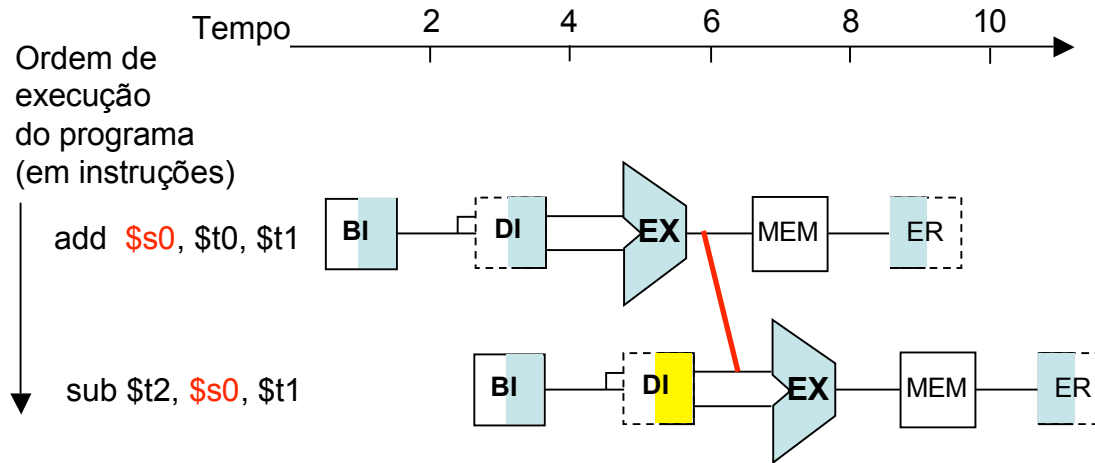 Tempo 2 4 6 8 10
Ordem de
execução
do programa
(em instruções)
add $s0, $t0, $t1 BI DI EX MEM ER
sub $t2, $s0, $t1 BI DI EX MEM ER